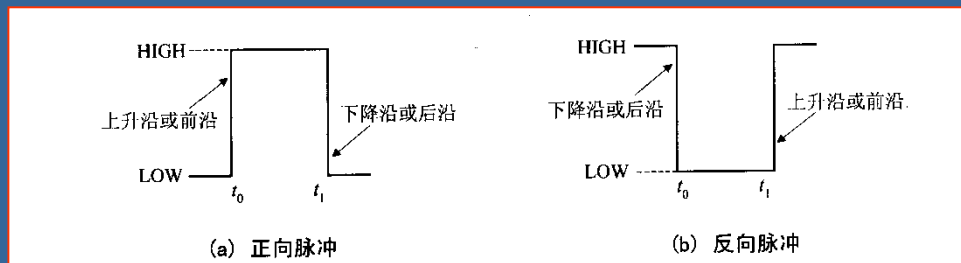 HIGH
上升沿或前沿
下降沿或后沿
LOW
t₀
t₁
(a) 正向脉冲
HIGH
下降沿或后沿
上升沿或前沿.
LOW
t₀
t₁
(b) 反向脉冲